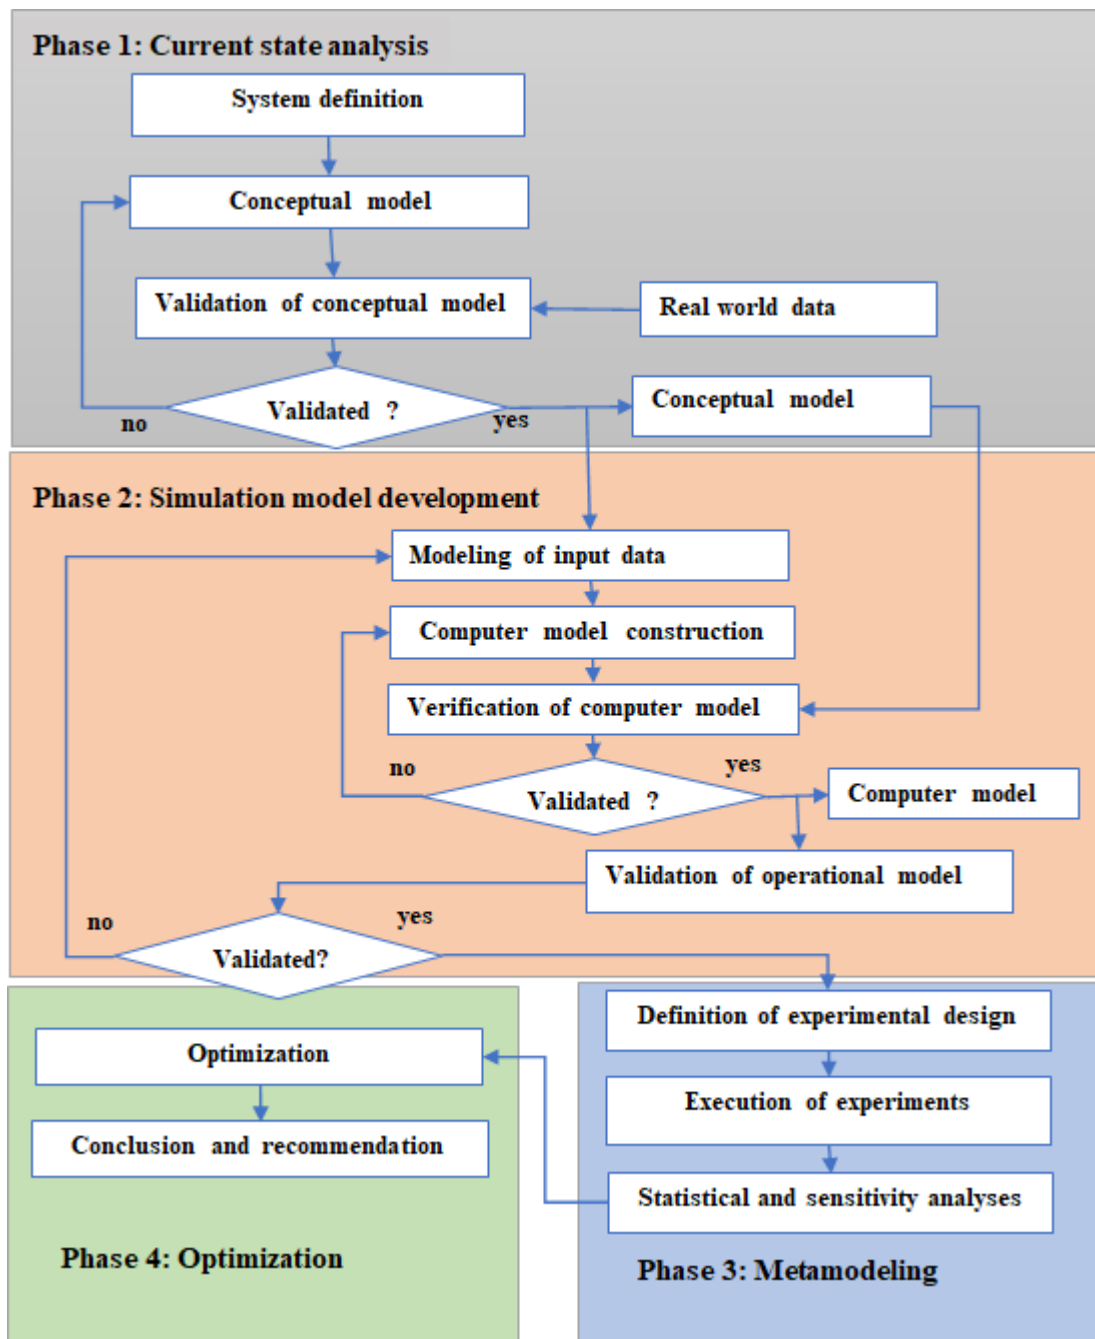 Phase 1: Current state analysis
System definition
Conceptual model
Validation of conceptual model
Real world data
Validated ?
no
yes
Conceptual model
Phase 2: Simulation model development
Modeling of input data
Computer model construction
Verification of computer model
no
yes
Validated ?
Computer model
Validation of operational model
no
yes
Validated?
Definition of experimental design
Optimization
Execution of experiments
Conclusion and recommendation
Statistical and sensitivity analyses
Phase 4: Optimization
Phase 3: Metamodeling